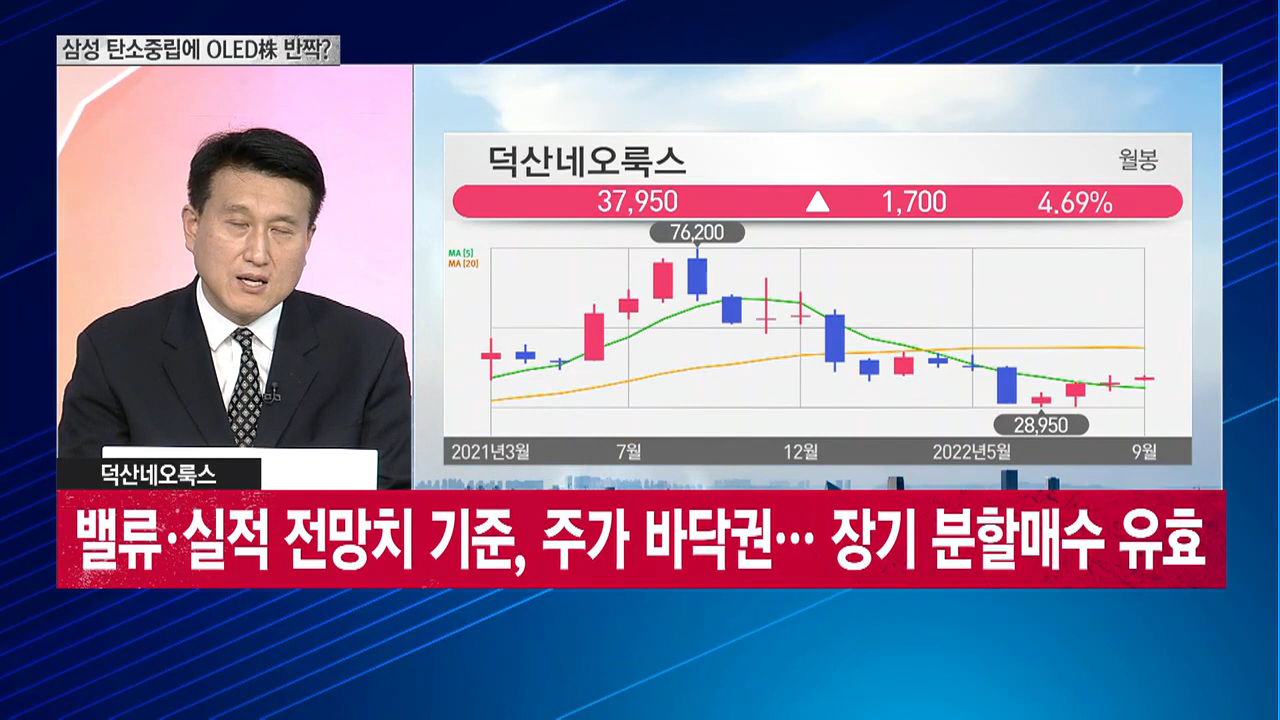 삼성 탄소중립에 OLED株 반짝?
덕산네오룩스
월봉
37,950 ▲ 1,700 4.69%
76,200
MA [5]
MA [20]
28,950
2021년3월 7월 12월 2022년5월 9월
덕산네오룩스
밸류·실적 전망치 기준, 주가 바닥권… 장기 분할매수 유효